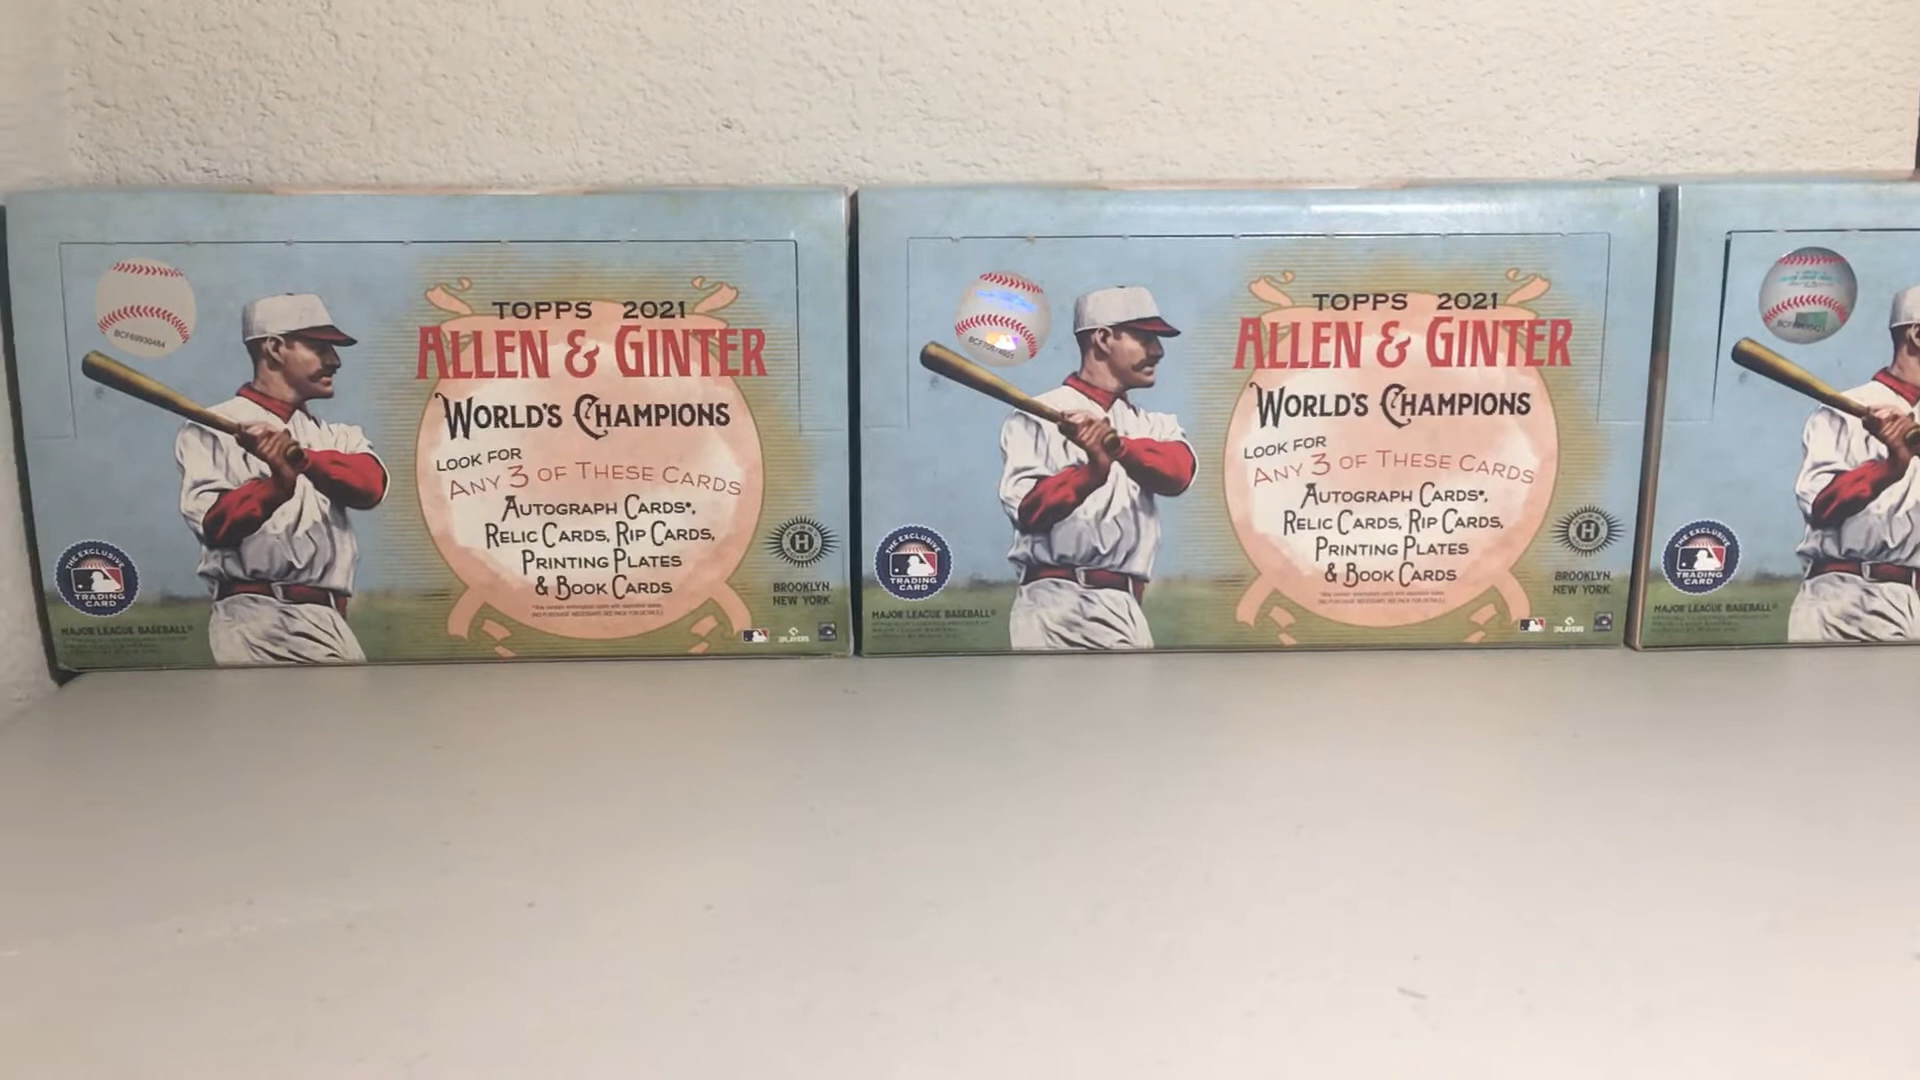 BCF69930484
TOPPS 2021
ALLEN & GINTER
WORLD'S CHAMPIONS
LOOK FOR
ANY 3 OF THESE CARDS
AUTOGRAPH CARDS*,
RELIC CARDS, RIP CARDS,
PRINTING PLATES
& BOOK CARDS
H
BROOKLYN,
NEW YORK
THE EXCLUSIVE
TRADING
CARD
MAJOR LEAGUE BASEBALL®
PLAYERS
TOPPS 2021
ALLEN & GINTER
WORLD'S CHAMPIONS
LOOK FOR
ANY 3 OF THESE CARDS
AUTOGRAPH CARDS*,
RELIC CARDS, RIP CARDS,
PRINTING PLATES
& BOOK CARDS
H
BROOKLYN,
NEW YORK
THE EXCLUSIVE
TRADING
CARD
MAJOR LEAGUE BASEBALL®
PLAYERS
THE EXCLUSIVE
TRADING
CARD
MAJOR LEAGUE BASEBALL®